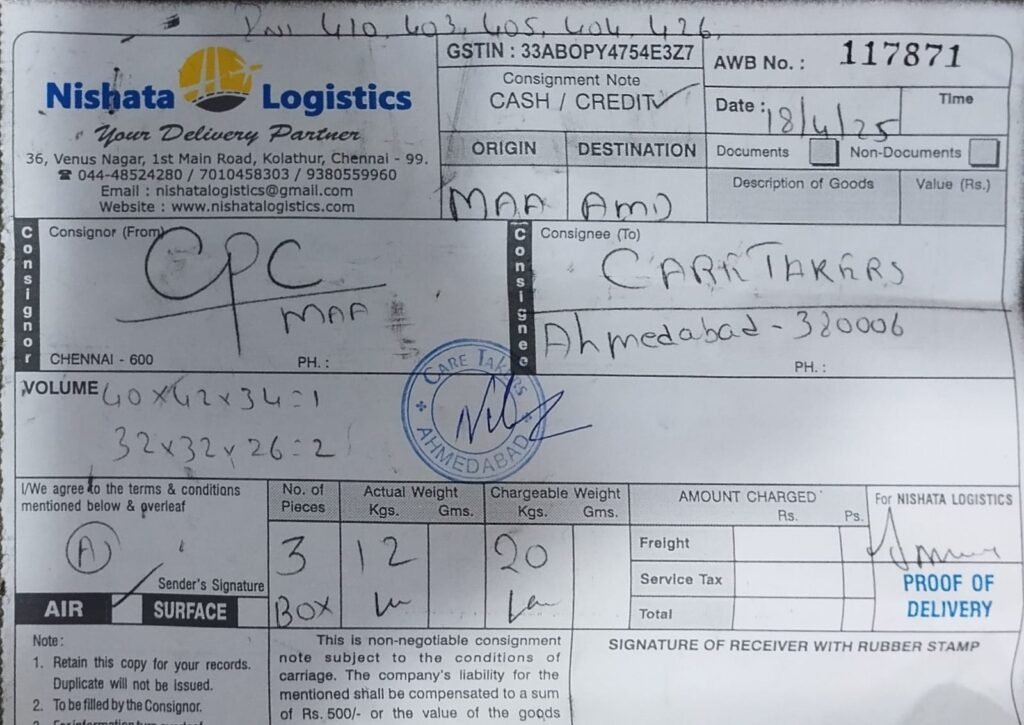 410, 403, 405, 404, 426,
Nishata Logistics
Your Delivery Partner
36, Venus Nagar, 1st Main Road, Kolathur, Chennai - 99.
☎ 044-48524280 / 7010458303 / 9380559960
Email : nishatalogistics@gmail.com
Website : www.nishatalogistics.com
GSTIN : 33ABOPY4754E3Z7
Consignment Note
CASH / CREDIT ✓
AWB No. : 117871
Date : 18/4/25 Time
ORIGIN DESTINATION
MAA AMD
Documents Non-Documents
Description of Goods Value (Rs.)
Consignor
Consignor (From)
CPC
MAA
CHENNAI - 600 PH. :
Consignee
Consignee (To)
CARE TAKERS
Ahmedabad - 380006
PH. :
VOLUME 40x42x34=1
32x32x26=2
CARE TAKERS
AHMEDABAD
I/We agree to the terms & conditions
mentioned below & overleaf
A
Sender's Signature
AIR SURFACE
No. of Pieces
3
BOX
Actual Weight
Kgs. Gms.
12
Chargeable Weight
Kgs. Gms.
20
AMOUNT CHARGED
Rs. Ps.
Freight
Service Tax
Total
For NISHATA LOGISTICS
PROOF OF
DELIVERY
Note :
1. Retain this copy for your records.
Duplicate will not be issued.
2. To be filled by the Consignor.
This is non-negotiable consignment
note subject to the conditions of
carriage. The company's liability for the
mentioned shall be compensated to a sum
of Rs. 500/- or the value of the goods
SIGNATURE OF RECEIVER WITH RUBBER STAMP